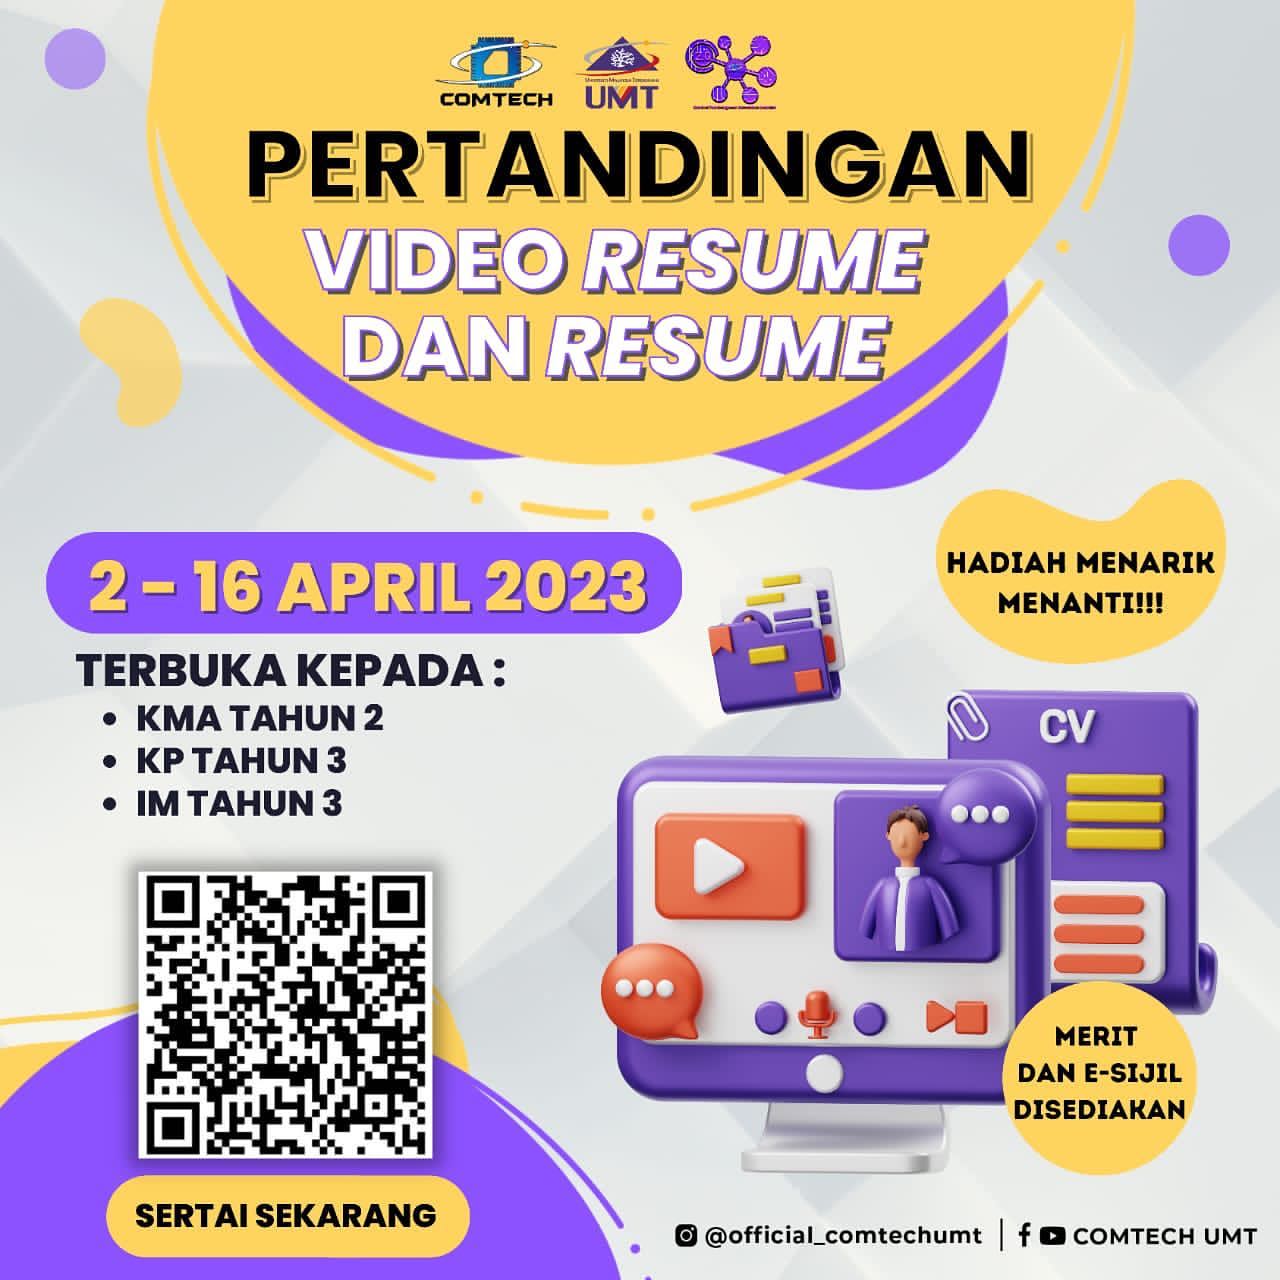 COMTECH
UMT
PERTANDINGAN
VIDEO RESUME
DAN RESUME
2 - 16 APRIL 2023
TERBUKA KEPADA :
• KMA TAHUN 2
• KP TAHUN 3
• IM TAHUN 3
HADIAH MENARIK
MENANTI!!!
CV
MERIT
DAN E-SIJIL
DISEDIAKAN
SERTAI SEKARANG
@official_comtechumt | COMTECH UMT